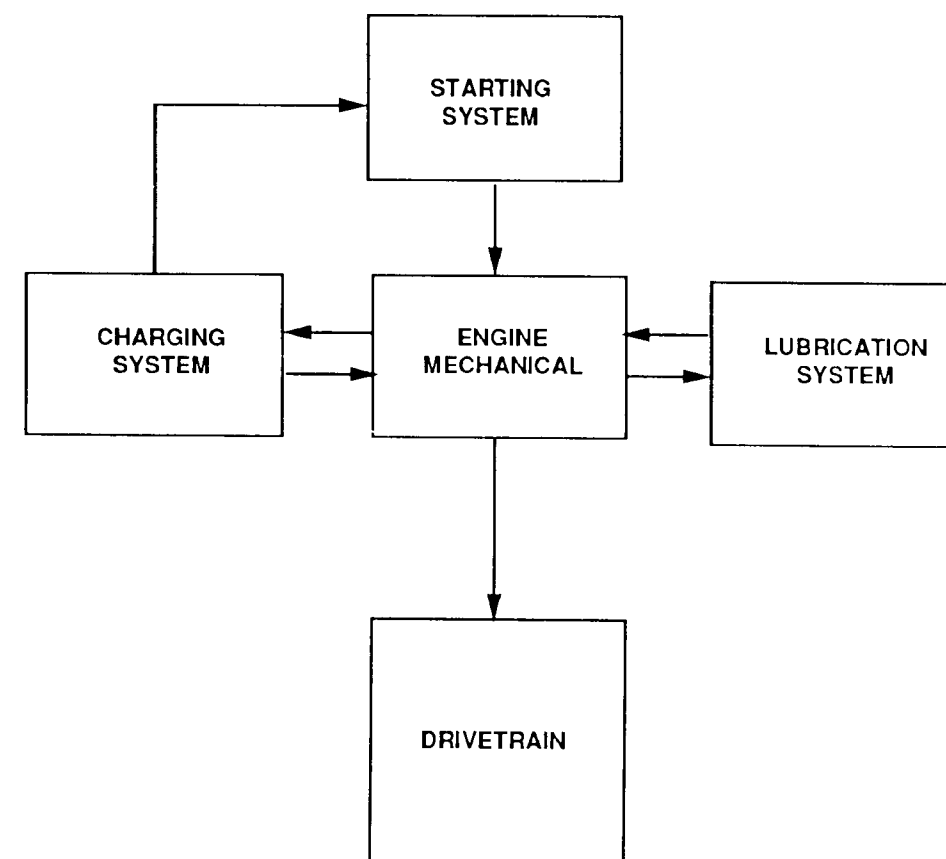 STARTING
SYSTEM
CHARGING
SYSTEM
ENGINE
MECHANICAL
LUBRICATION
SYSTEM
DRIVETRAIN